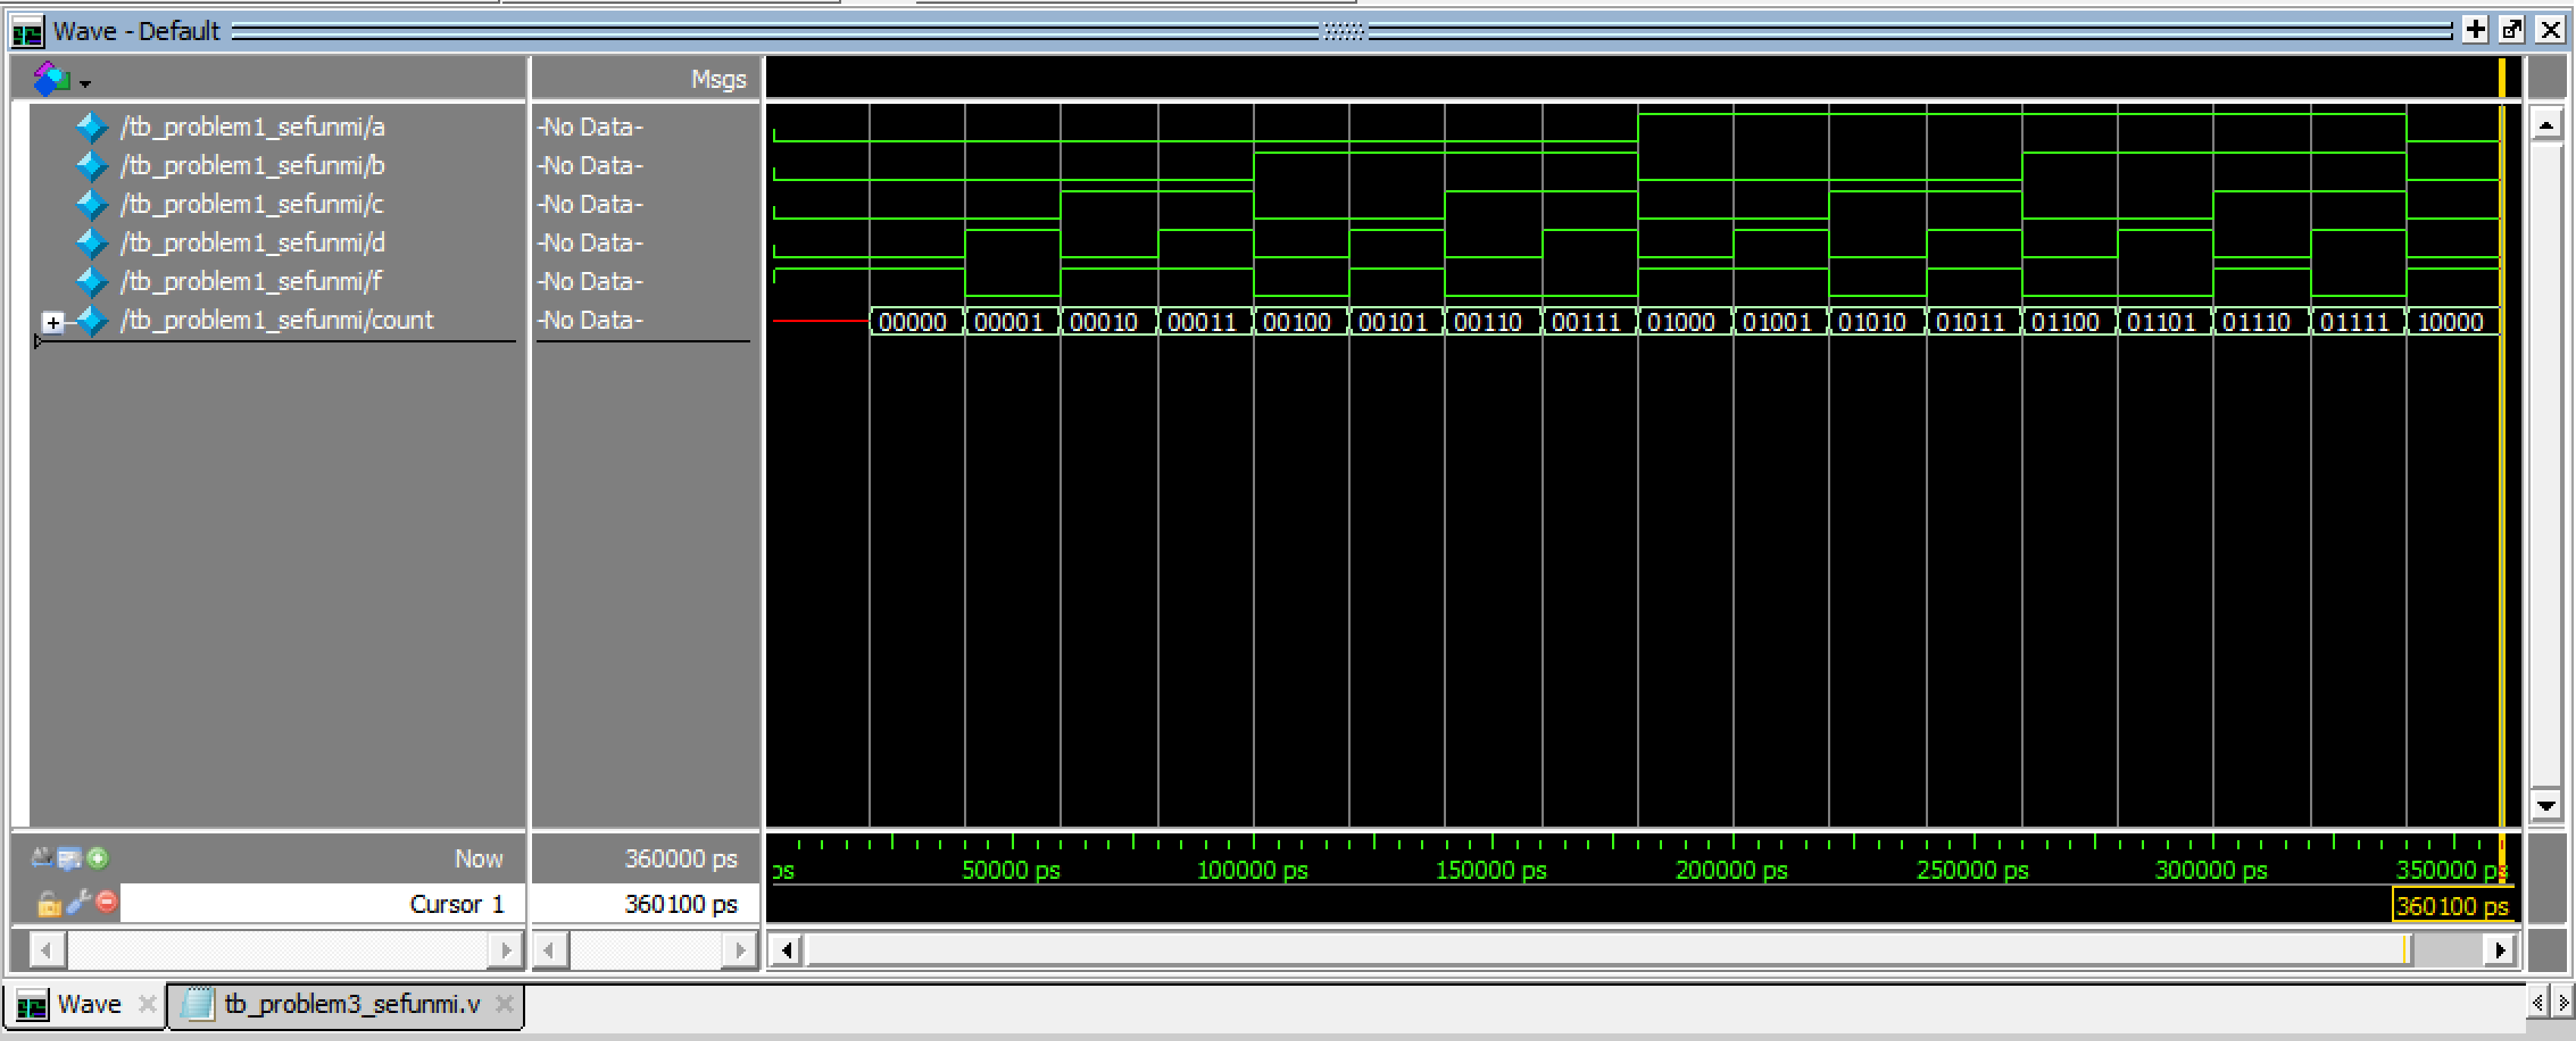 Wave - Default
Msgs
/tb_problem1_sefunmi/a -No Data-
/tb_problem1_sefunmi/b -No Data-
/tb_problem1_sefunmi/c -No Data-
/tb_problem1_sefunmi/d -No Data-
/tb_problem1_sefunmi/f -No Data-
/tb_problem1_sefunmi/count -No Data- 00000 00001 00010 00011 00100 00101 00110 00111 01000 01001 01010 01011 01100 01101 01110 01111 10000
Now 360000 ps ps 50000 ps 100000 ps 150000 ps 200000 ps 250000 ps 300000 ps 350000 ps
Cursor 1 360100 ps 360100 ps
Wave tb_problem3_sefunmi.v